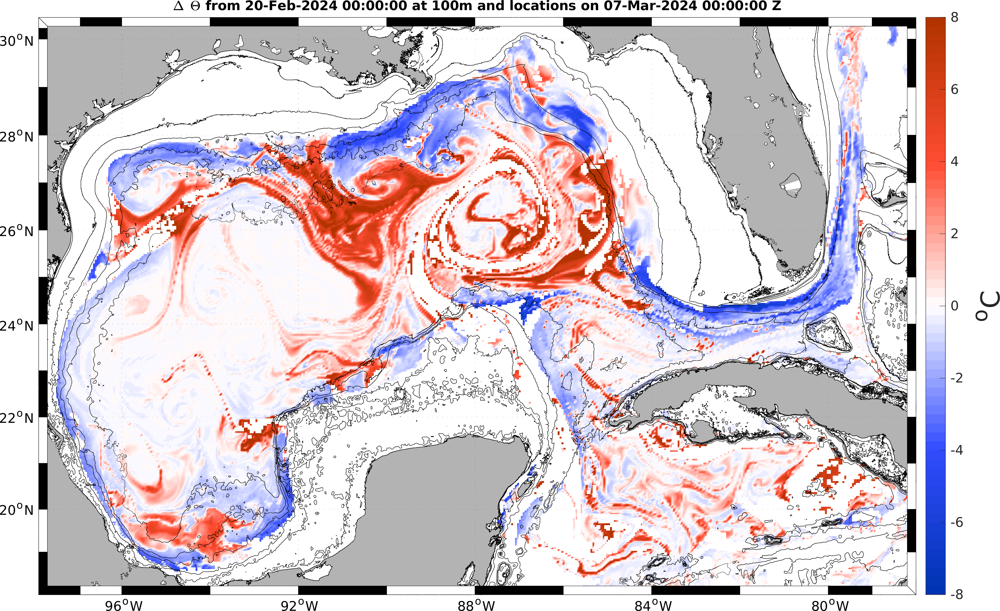 Δ Θ from 20-Feb-2024 00:00:00 at 100m and locations on 07-Mar-2024 00:00:00 Z
30°N
28°N
26°N
24°N
22°N
20°N
96°W
92°W
88°W
84°W
80°W
8
6
4
2
0
-2
-4
-6
-8
°C